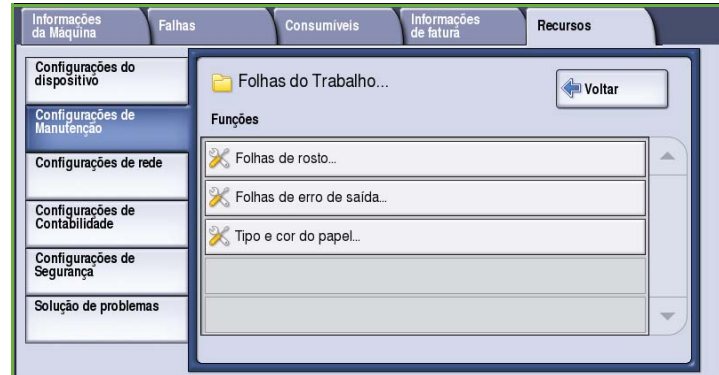 Informações
da Máquina
Falhas
Consumíveis
Informações
de fatura
Recursos
Configurações do
dispositivo
Configurações de
Manutenção
Configurações de rede
Configurações de
Contabilidade
Configurações de
Segurança
Solução de problemas
Folhas do Trabalho...
Voltar
Funções
Folhas de rosto...
Folhas de erro de saída...
Tipo e cor do papel...